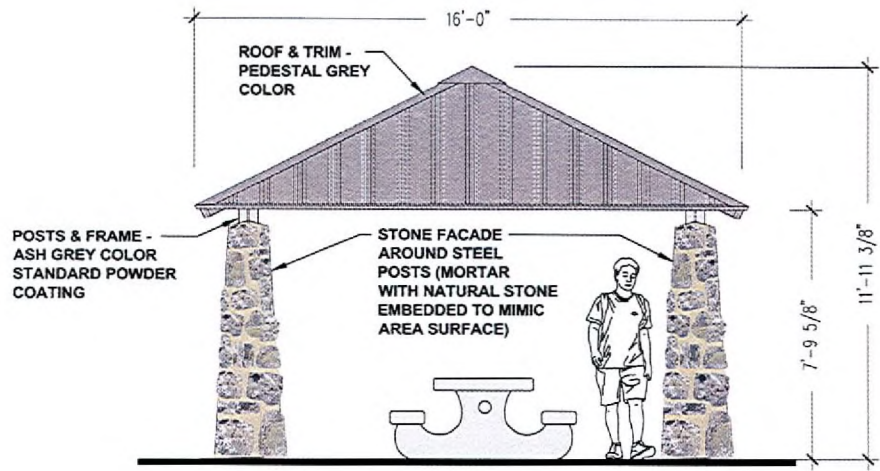 16'-0"
ROOF & TRIM -
PEDESTAL GREY
COLOR
POSTS & FRAME -
ASH GREY COLOR
STANDARD POWDER
COATING
STONE FACADE
AROUND STEEL
POSTS (MORTAR
WITH NATURAL STONE
EMBEDDED TO MIMIC
AREA SURFACE)
7'-9 5/8"
11'-11 3/8"